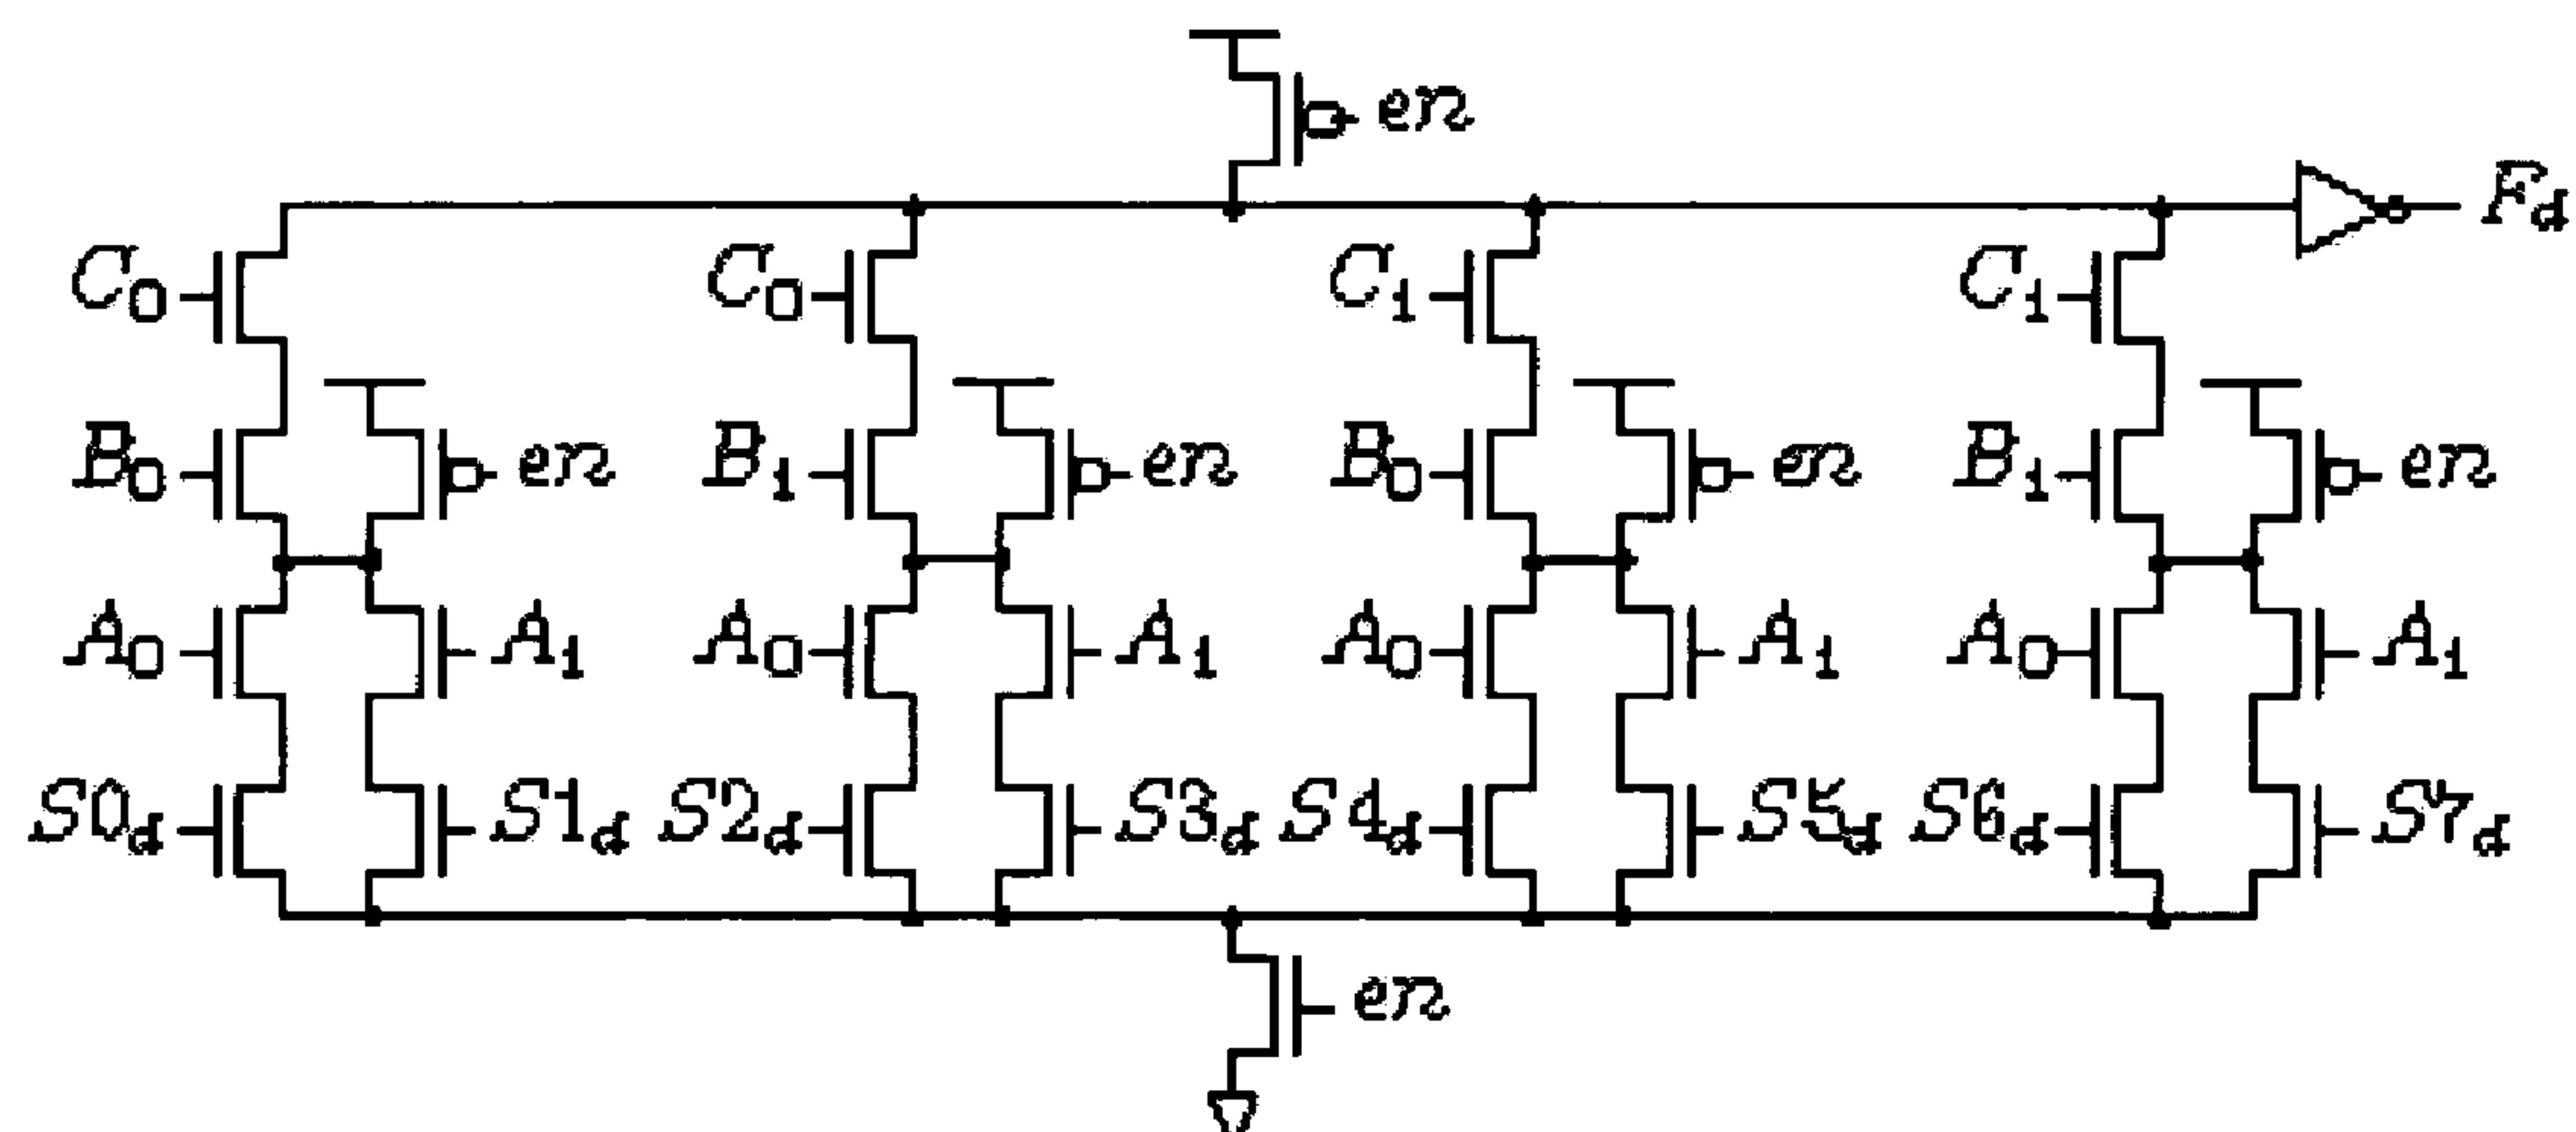 en
F_d
C_0 C_0 C_1 C_1
B_0 en B_1 en B_0 en B_1 en
A_0 A_1 A_0 A_1 A_0 A_1 A_0 A_1
S0_d S1_d S2_d S3_d S4_d S5_d S6_d S7_d
en